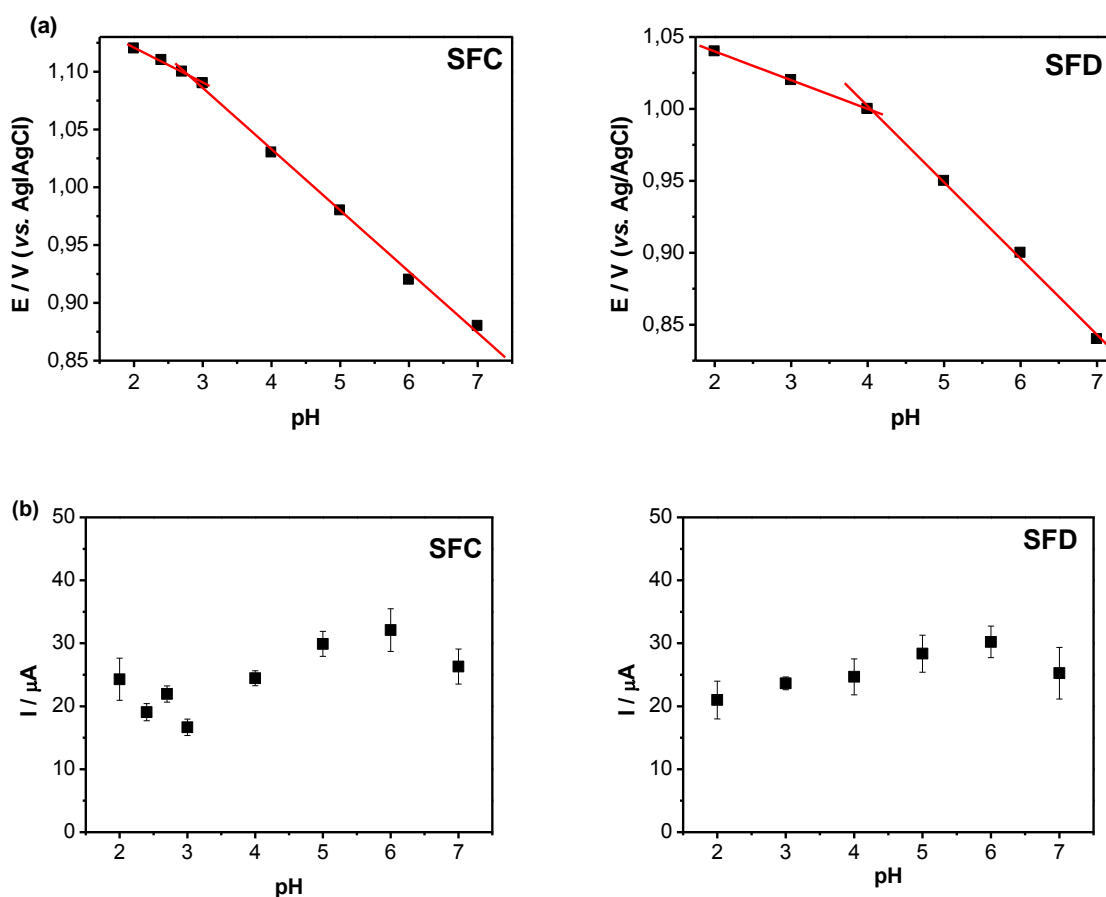 (a)
SFC
E / V (vs. Ag|AgCl)
1,10
1,05
1,00
0,95
0,90
0,85
2 3 4 5 6 7
pH
SFD
E / V (vs. Ag/AgCl)
1,05
1,00
0,95
0,90
0,85
2 3 4 5 6 7
pH
(b)
SFC
I / μA
50
40
30
20
10
0
2 3 4 5 6 7
pH
SFD
I / μA
50
40
30
20
10
0
2 3 4 5 6 7
pH